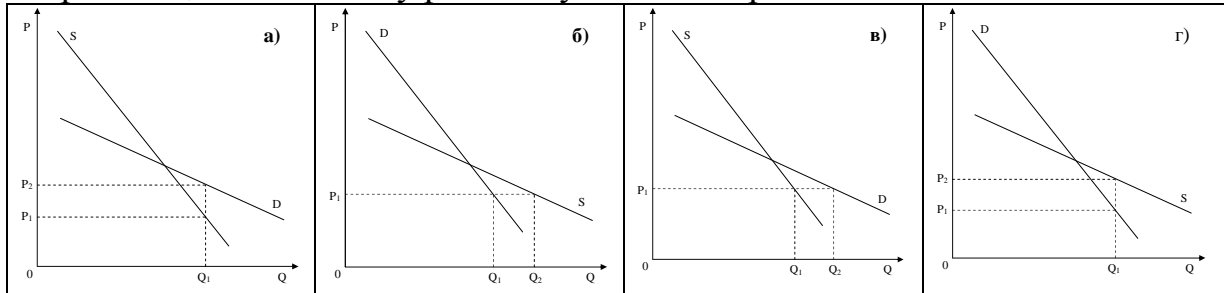 P S а) P₂ P₁ D 0 Q₁ Q
P D б) P₁ S 0 Q₁ Q₂ Q
P S в) P₁ D 0 Q₁ Q₂ Q
P D г) P₂ P₁ S 0 Q₁ Q